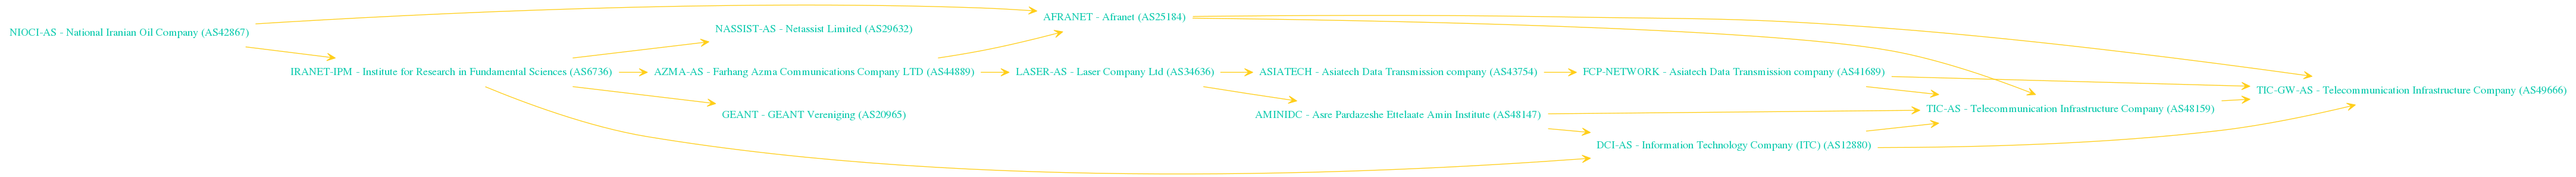 NIOCI-AS - National Iranian Oil Company (AS42867)
IRANET-IPM - Institute for Research in Fundamental Sciences (AS6736)
NASSIST-AS - Netassist Limited (AS29632)
AZMA-AS - Farhang Azma Communications Company LTD (AS44889)
GEANT - GEANT Vereniging (AS20965)
AFRANET - Afranet (AS25184)
LASER-AS - Laser Company Ltd (AS34636)
ASIATECH - Asiatech Data Transmission company (AS43754)
AMINIDC - Asre Pardazeshe Ettelaate Amin Institute (AS48147)
FCP-NETWORK - Asiatech Data Transmission company (AS41689)
DCI-AS - Information Technology Company (ITC) (AS12880)
TIC-AS - Telecommunication Infrastructure Company (AS48159)
TIC-GW-AS - Telecommunication Infrastructure Company (AS49666)